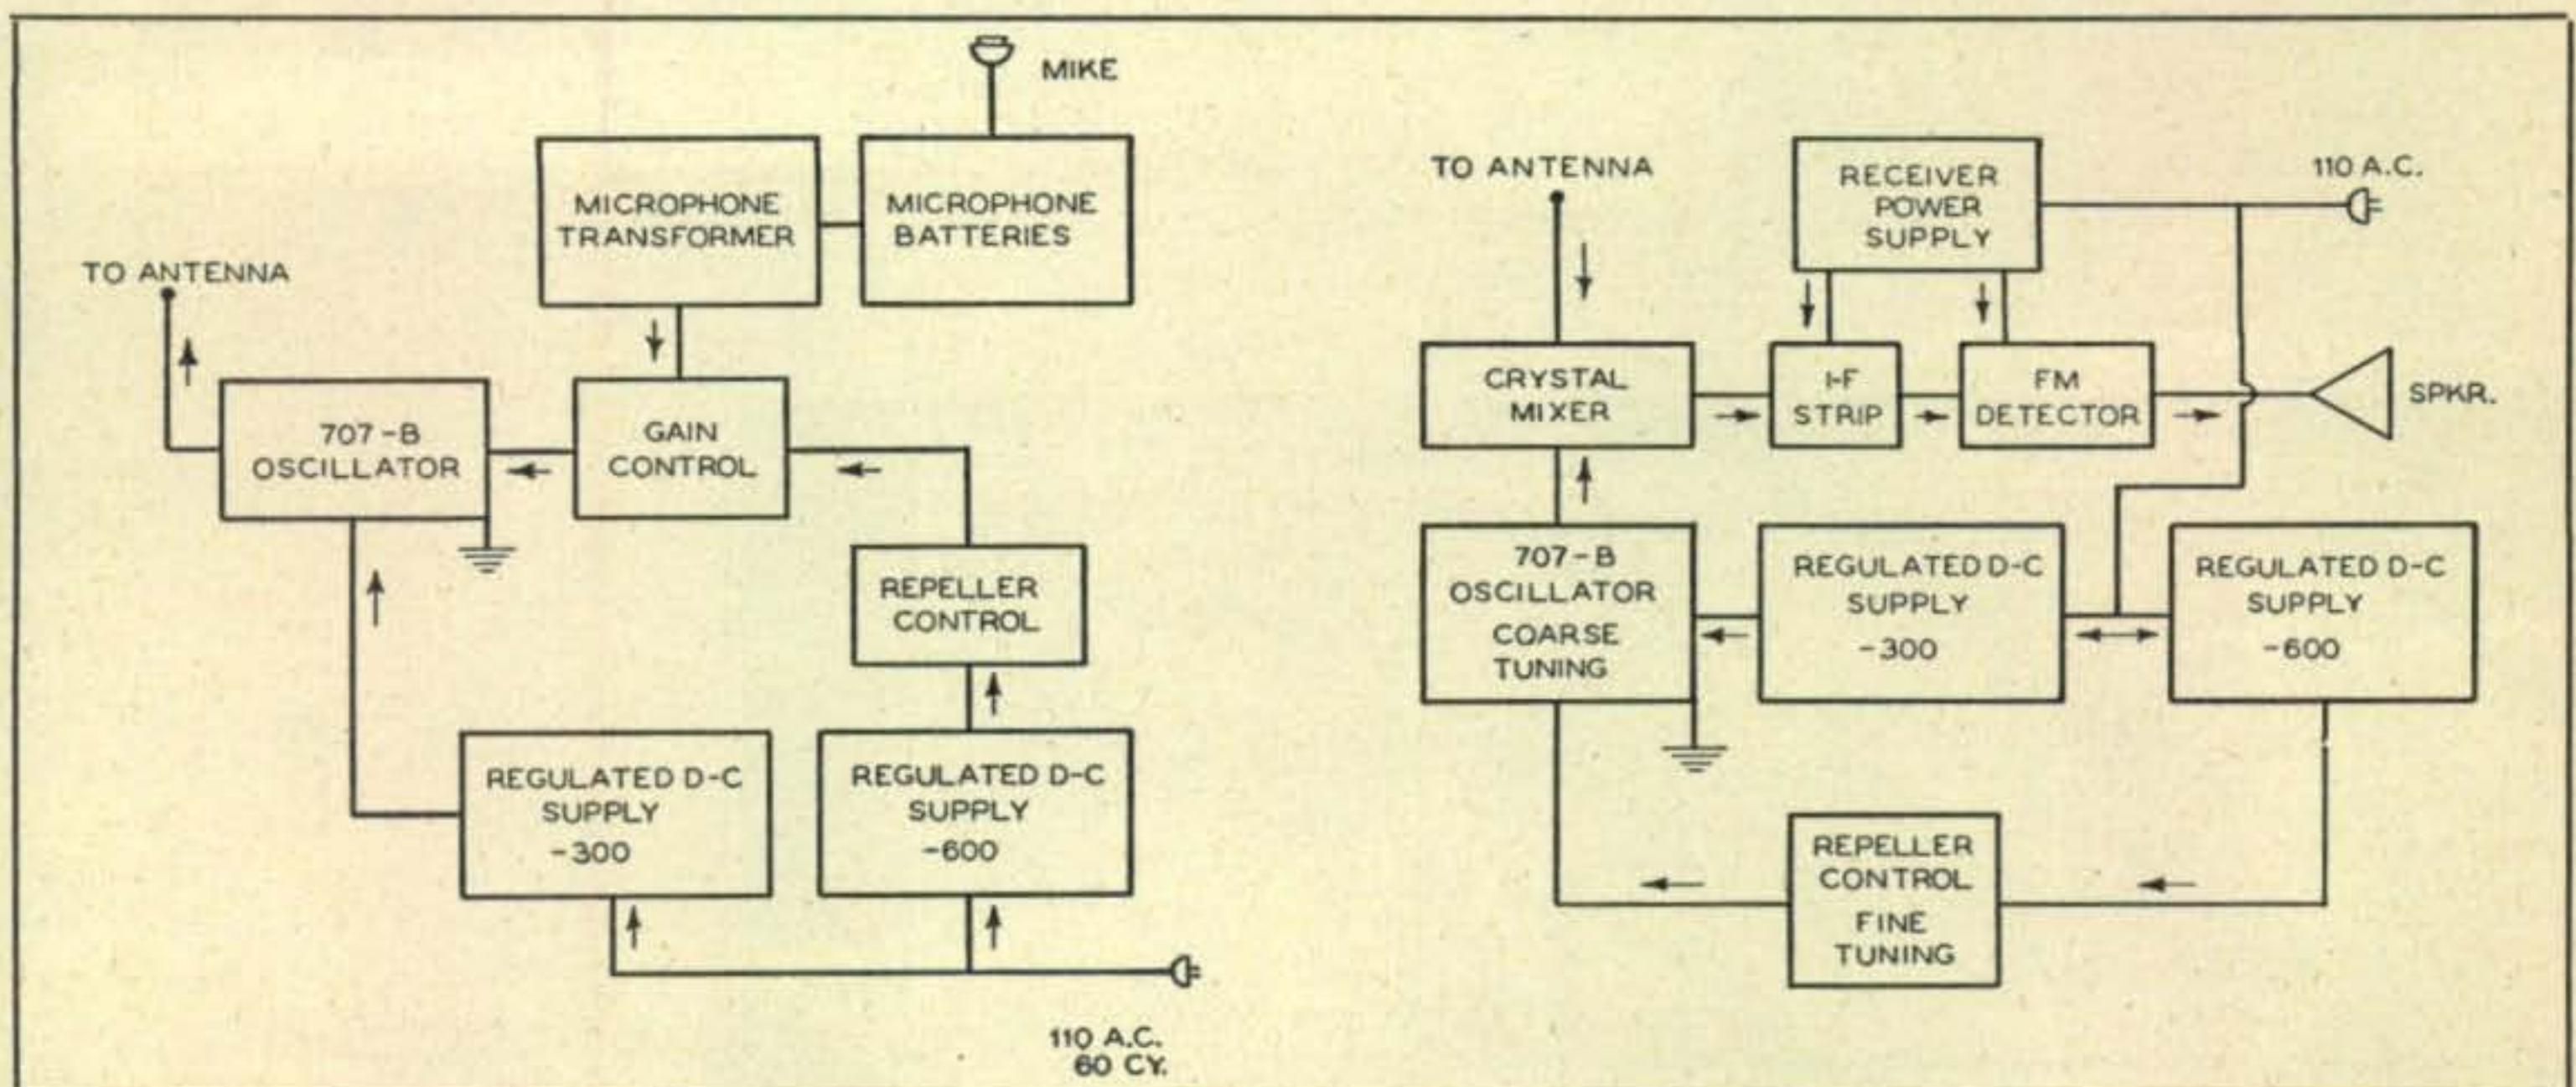 MIKE
MICROPHONE
TRANSFORMER
MICROPHONE
BATTERIES
TO ANTENNA
707-B
OSCILLATOR
GAIN
CONTROL
REPELLER
CONTROL
REGULATED D-C
SUPPLY
-300
REGULATED D-C
SUPPLY
-600
110 A.C.
60 CY.
TO ANTENNA
RECEIVER
POWER
SUPPLY
110 A.C.
CRYSTAL
MIXER
I-F
STRIP
FM
DETECTOR
SPKR.
707-B
OSCILLATOR
COARSE
TUNING
REGULATED D-C
SUPPLY
-300
REGULATED D-C
SUPPLY
-600
REPELLER
CONTROL
FINE
TUNING